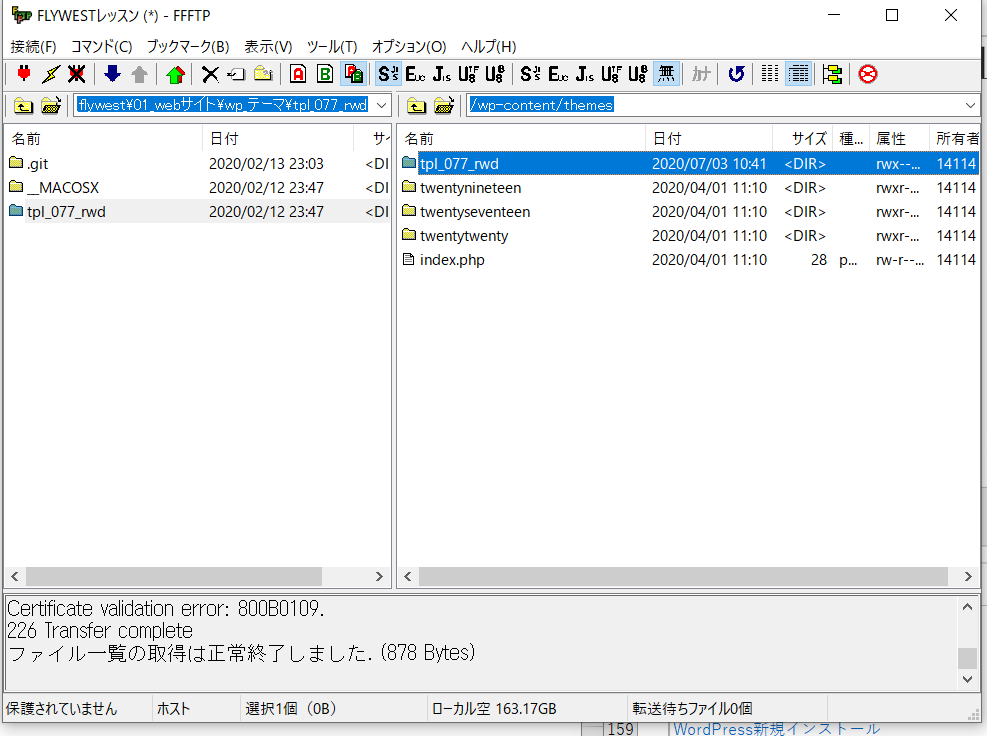 FLYWESTレッスン (*) - FFFTP
接続(F) コマンド(C) ブックマーク(B) 表示(V) ツール(T) オプション(O) ヘルプ(H)
flywest¥01_webサイト¥wp_テーマ¥tpl_077_rwd /wp-content/themes
名前 日付 サイ
.git 2020/02/13 23:03 <DI
__MACOSX 2020/02/12 23:47 <DI
tpl_077_rwd 2020/02/12 23:47 <DI
名前 日付 サイズ 種... 属性 所有者
tpl_077_rwd 2020/07/03 10:41 <DIR> rwx--... 14114
twentynineteen 2020/04/01 11:10 <DIR> rwxr-... 14114
twentyseventeen 2020/04/01 11:10 <DIR> rwxr-... 14114
twentytwenty 2020/04/01 11:10 <DIR> rwxr-... 14114
index.php 2020/04/01 11:10 28 p... rw-r--... 14114
Certificate validation error: 800B0109.
226 Transfer complete
ファイル一覧の取得は正常終了しました. (878 Bytes)
保護されていません ホスト 選択1個 (0B) ローカル空 163.17GB 転送待ちファイル0個
159 WordPress新規インストール